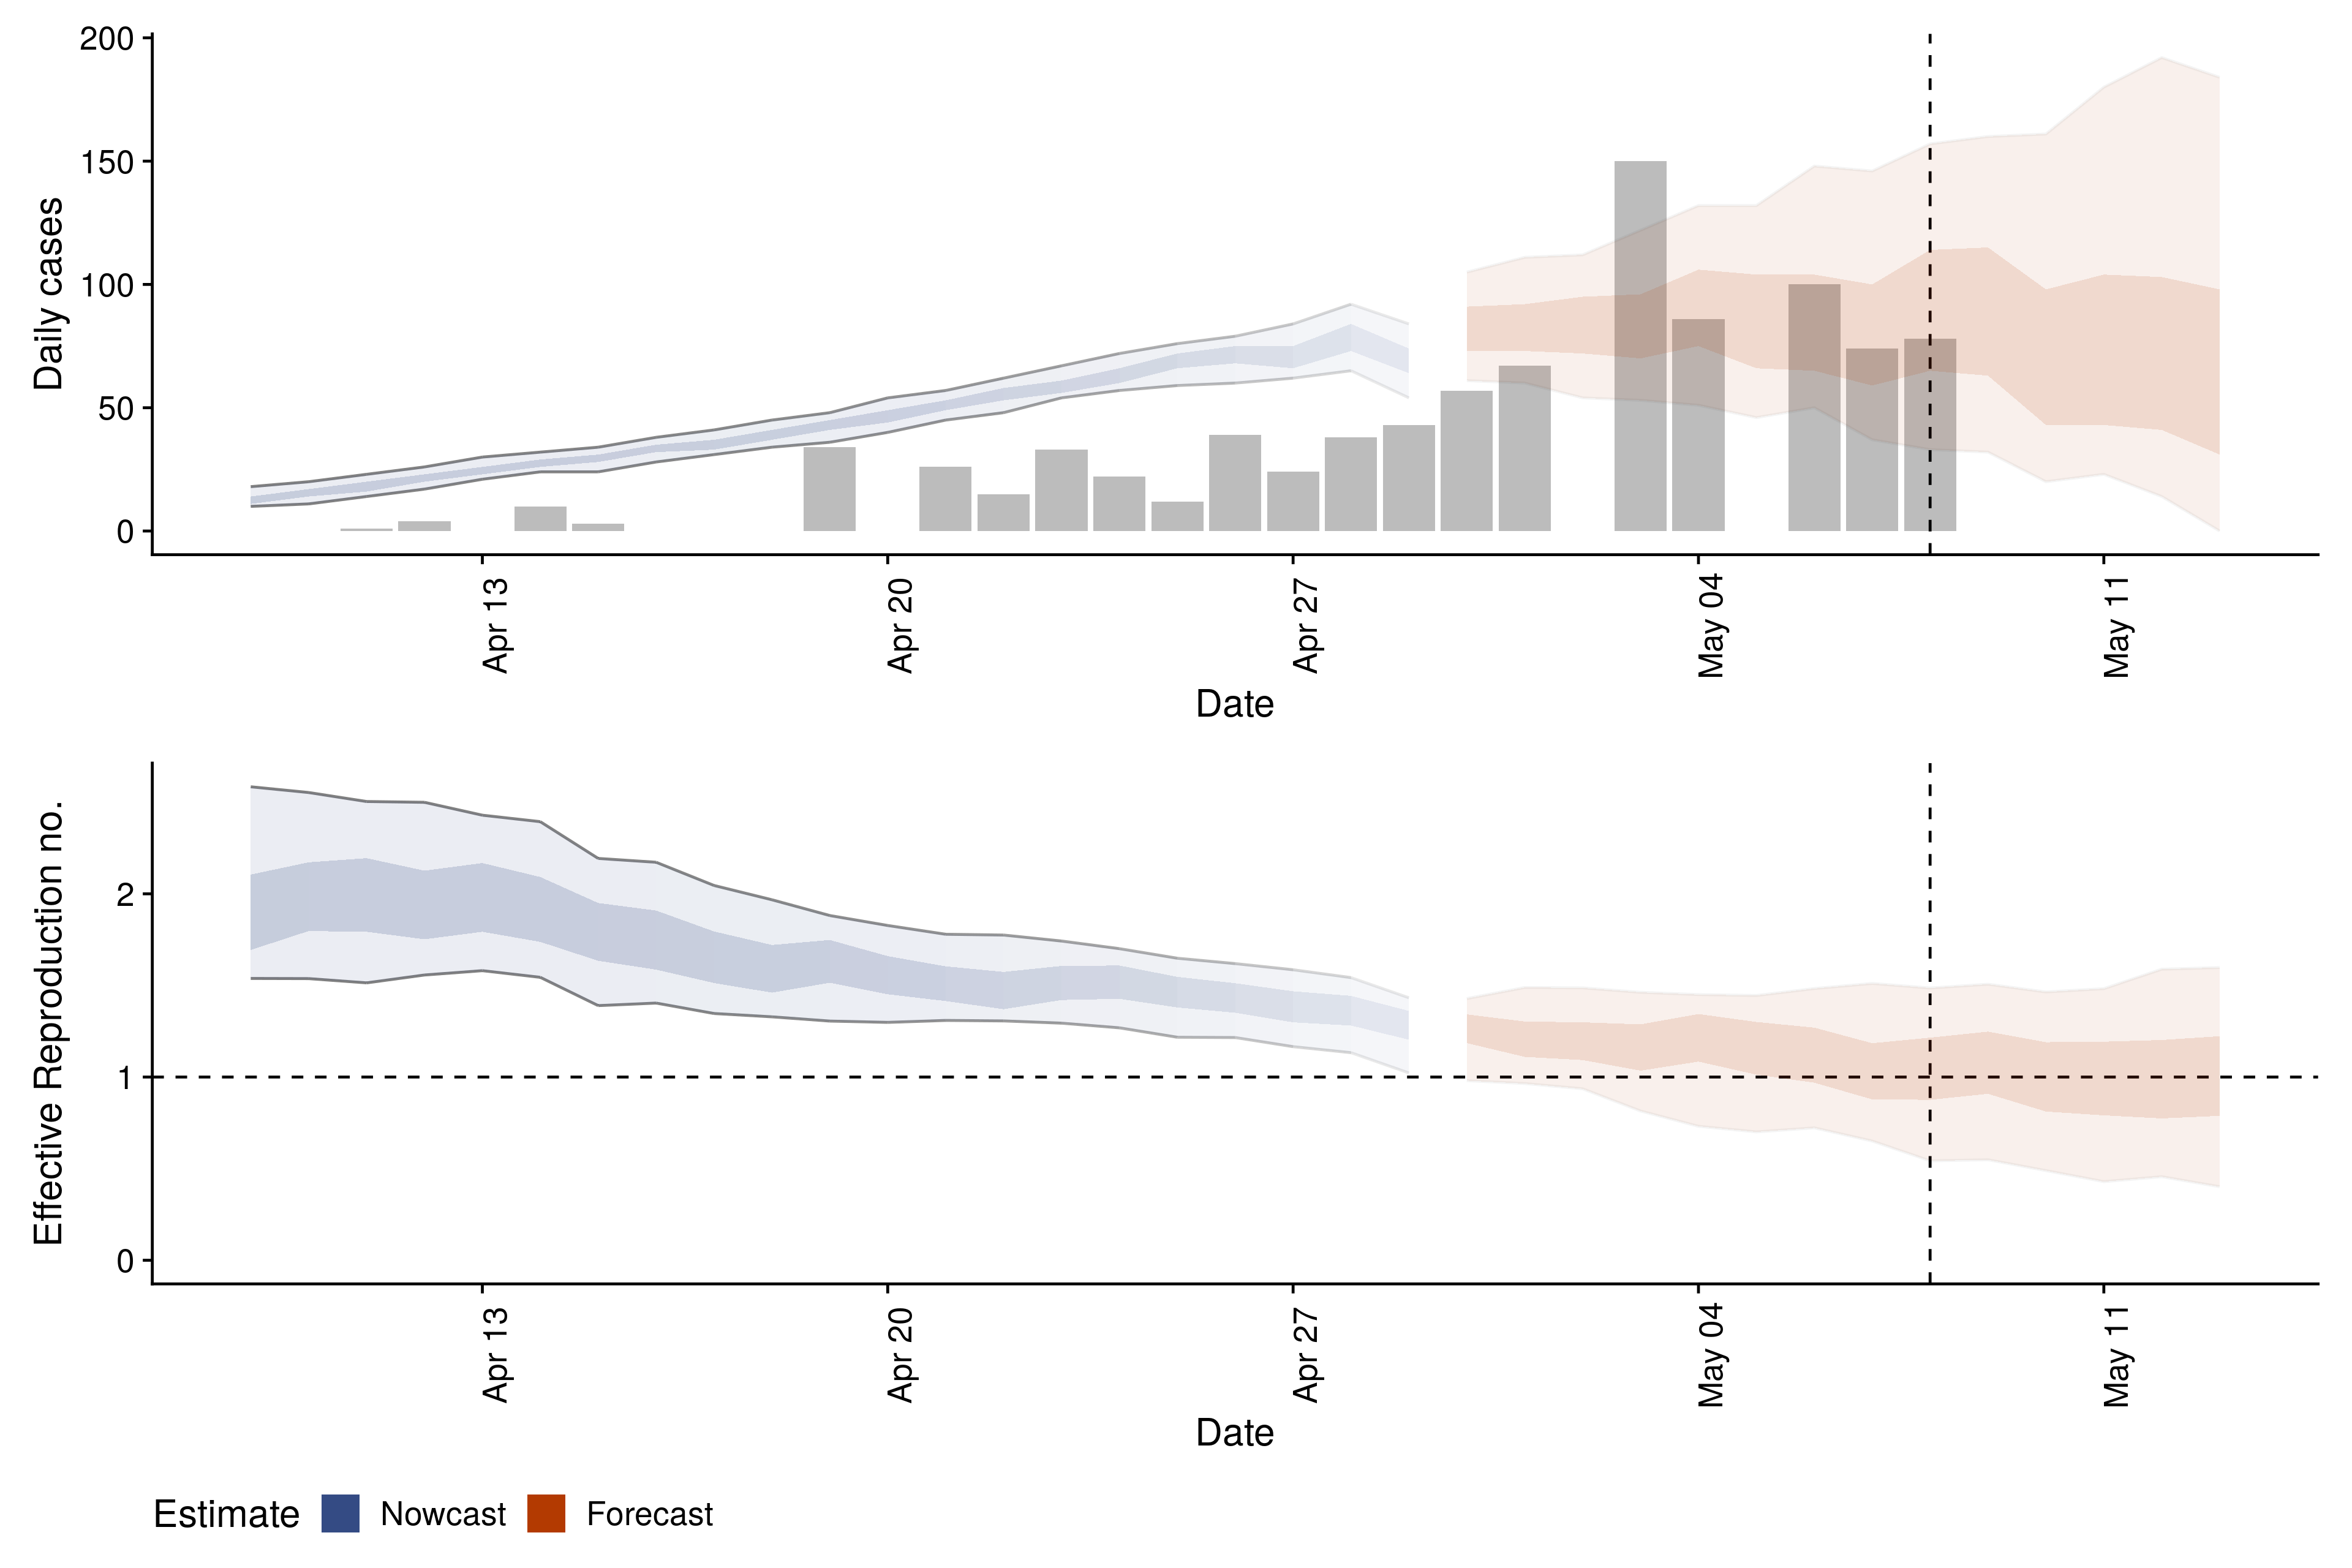 200
150
100
50
0
Daily cases
Apr 13
Apr 20
Apr 27
May 04
May 11
Date
2
1
0
Effective Reproduction no.
Apr 13
Apr 20
Apr 27
May 04
May 11
Date
Estimate Nowcast Forecast